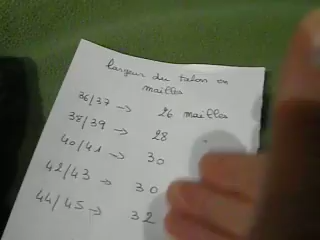 largeur du talon en
mailles
36/37 -> 26 mailles
38/39 -> 28 "
40/41 -> 30
42/43 -> 30
44/45 -> 32